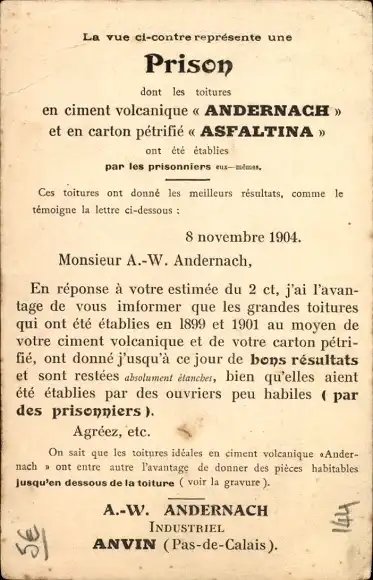 La vue ci-contre représente une
Prison
dont les toitures
en ciment volcanique « ANDERNACH »
et en carton pétrifié « ASFALTINA »
ont été établies
par les prisonniers eux—mêmes.
Ces toitures ont donné les meilleurs résultats, comme le
témoigne la lettre ci-dessous :
8 novembre 1904.
Monsieur A.-W. Andernach,
En réponse à votre estimée du 2 ct, j'ai l'avan-
tage de vous imformer que les grandes toitures
qui ont été établies en 1899 et 1901 au moyen de
votre ciment volcanique et de votre carton pétri-
fié, ont donné j'usqu'à ce jour de bons résultats
et sont restées absolument étanches, bien qu'elles aient
été établies par des ouvriers peu habiles ( par
des prisonniers ).
Agréez, etc.
On sait que les toitures idéales en ciment volcanique «Ander-
nach » ont entre autre l'avantage de donner des pièces habitables
jusqu'en dessous de la toiture ( voir la gravure ).
A.-W. ANDERNACH
INDUSTRIEL
ANVIN ( Pas-de-Calais ).
5€
144